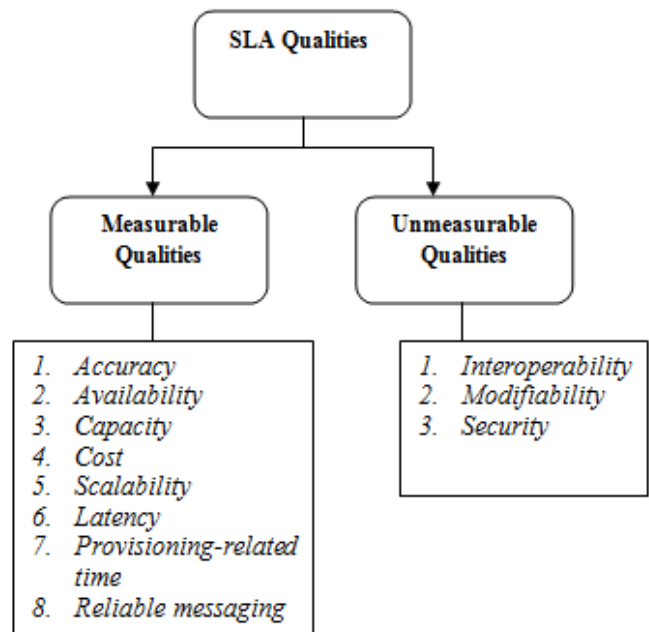 SLA Qualities
Measurable
Qualities
Unmeasurable
Qualities
1. Accuracy
2. Availability
3. Capacity
4. Cost
5. Scalability
6. Latency
7. Provisioning-related
time
8. Reliable messaging
1. Interoperability
2. Modifiability
3. Security